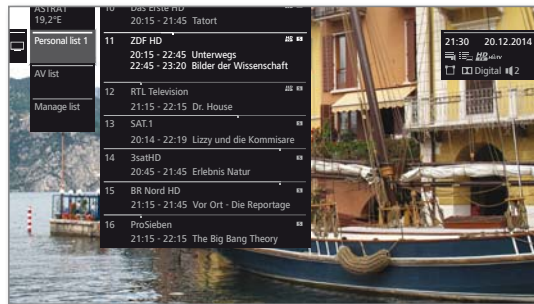 ASTRA1
19,2°E
Personal list 1
AV list
Manage list
10 Das Erste HD
20:15 - 21:45 Tatort
11 ZDF HD
20:15 - 22:45 Unterwegs
22:45 - 23:20 Bilder der Wissenschaft
12 RTL Television
21:15 - 22:15 Dr. House
13 SAT.1
20:14 - 22:19 Lizzy und die Kommisare
14 3satHD
20:45 - 21:45 Erlebnis Natur
15 BR Nord HD
21:15 - 21:45 Vor Ort - Die Reportage
16 ProSieben
21:15 - 22:15 The Big Bang Theory
21:30 20.12.2014
Digital 2